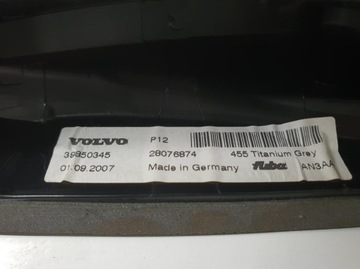 VOLVO P12
39850345 28076874 455 Titanium Grey
01.09.2007 Made in Germany fuba AN3AA